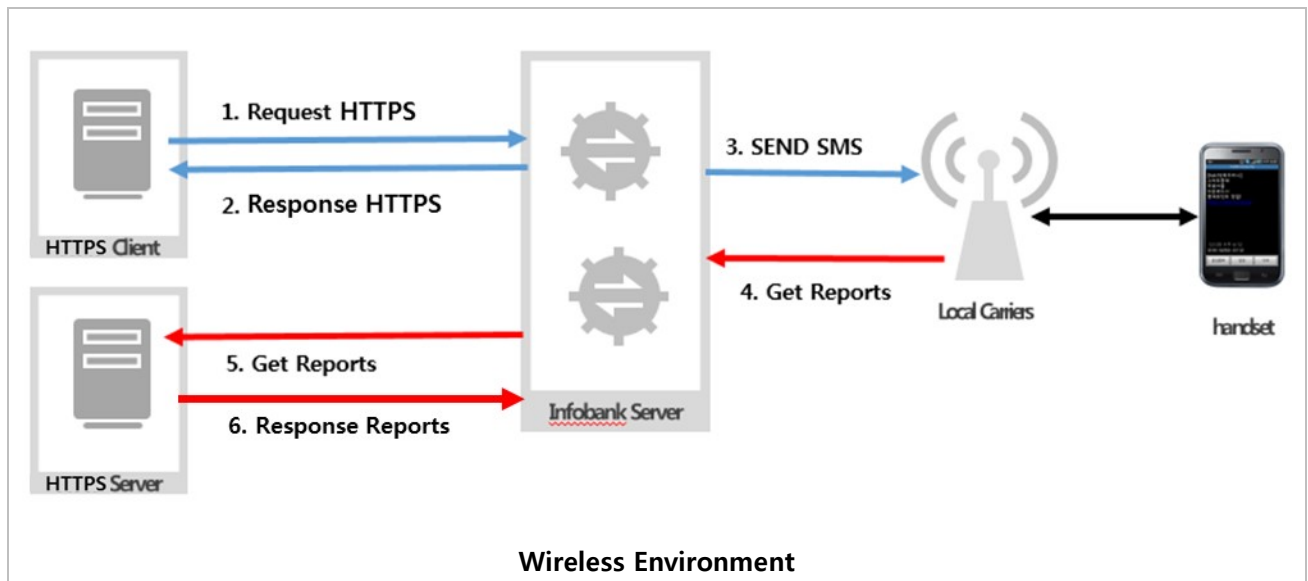 1. Request HTTPS
2. Response HTTPS
HTTPS Client
3. SEND SMS
4. Get Reports
Local Carriers
handset
5. Get Reports
6. Response Reports
Infobank Server
HTTPS Server
Wireless Environment